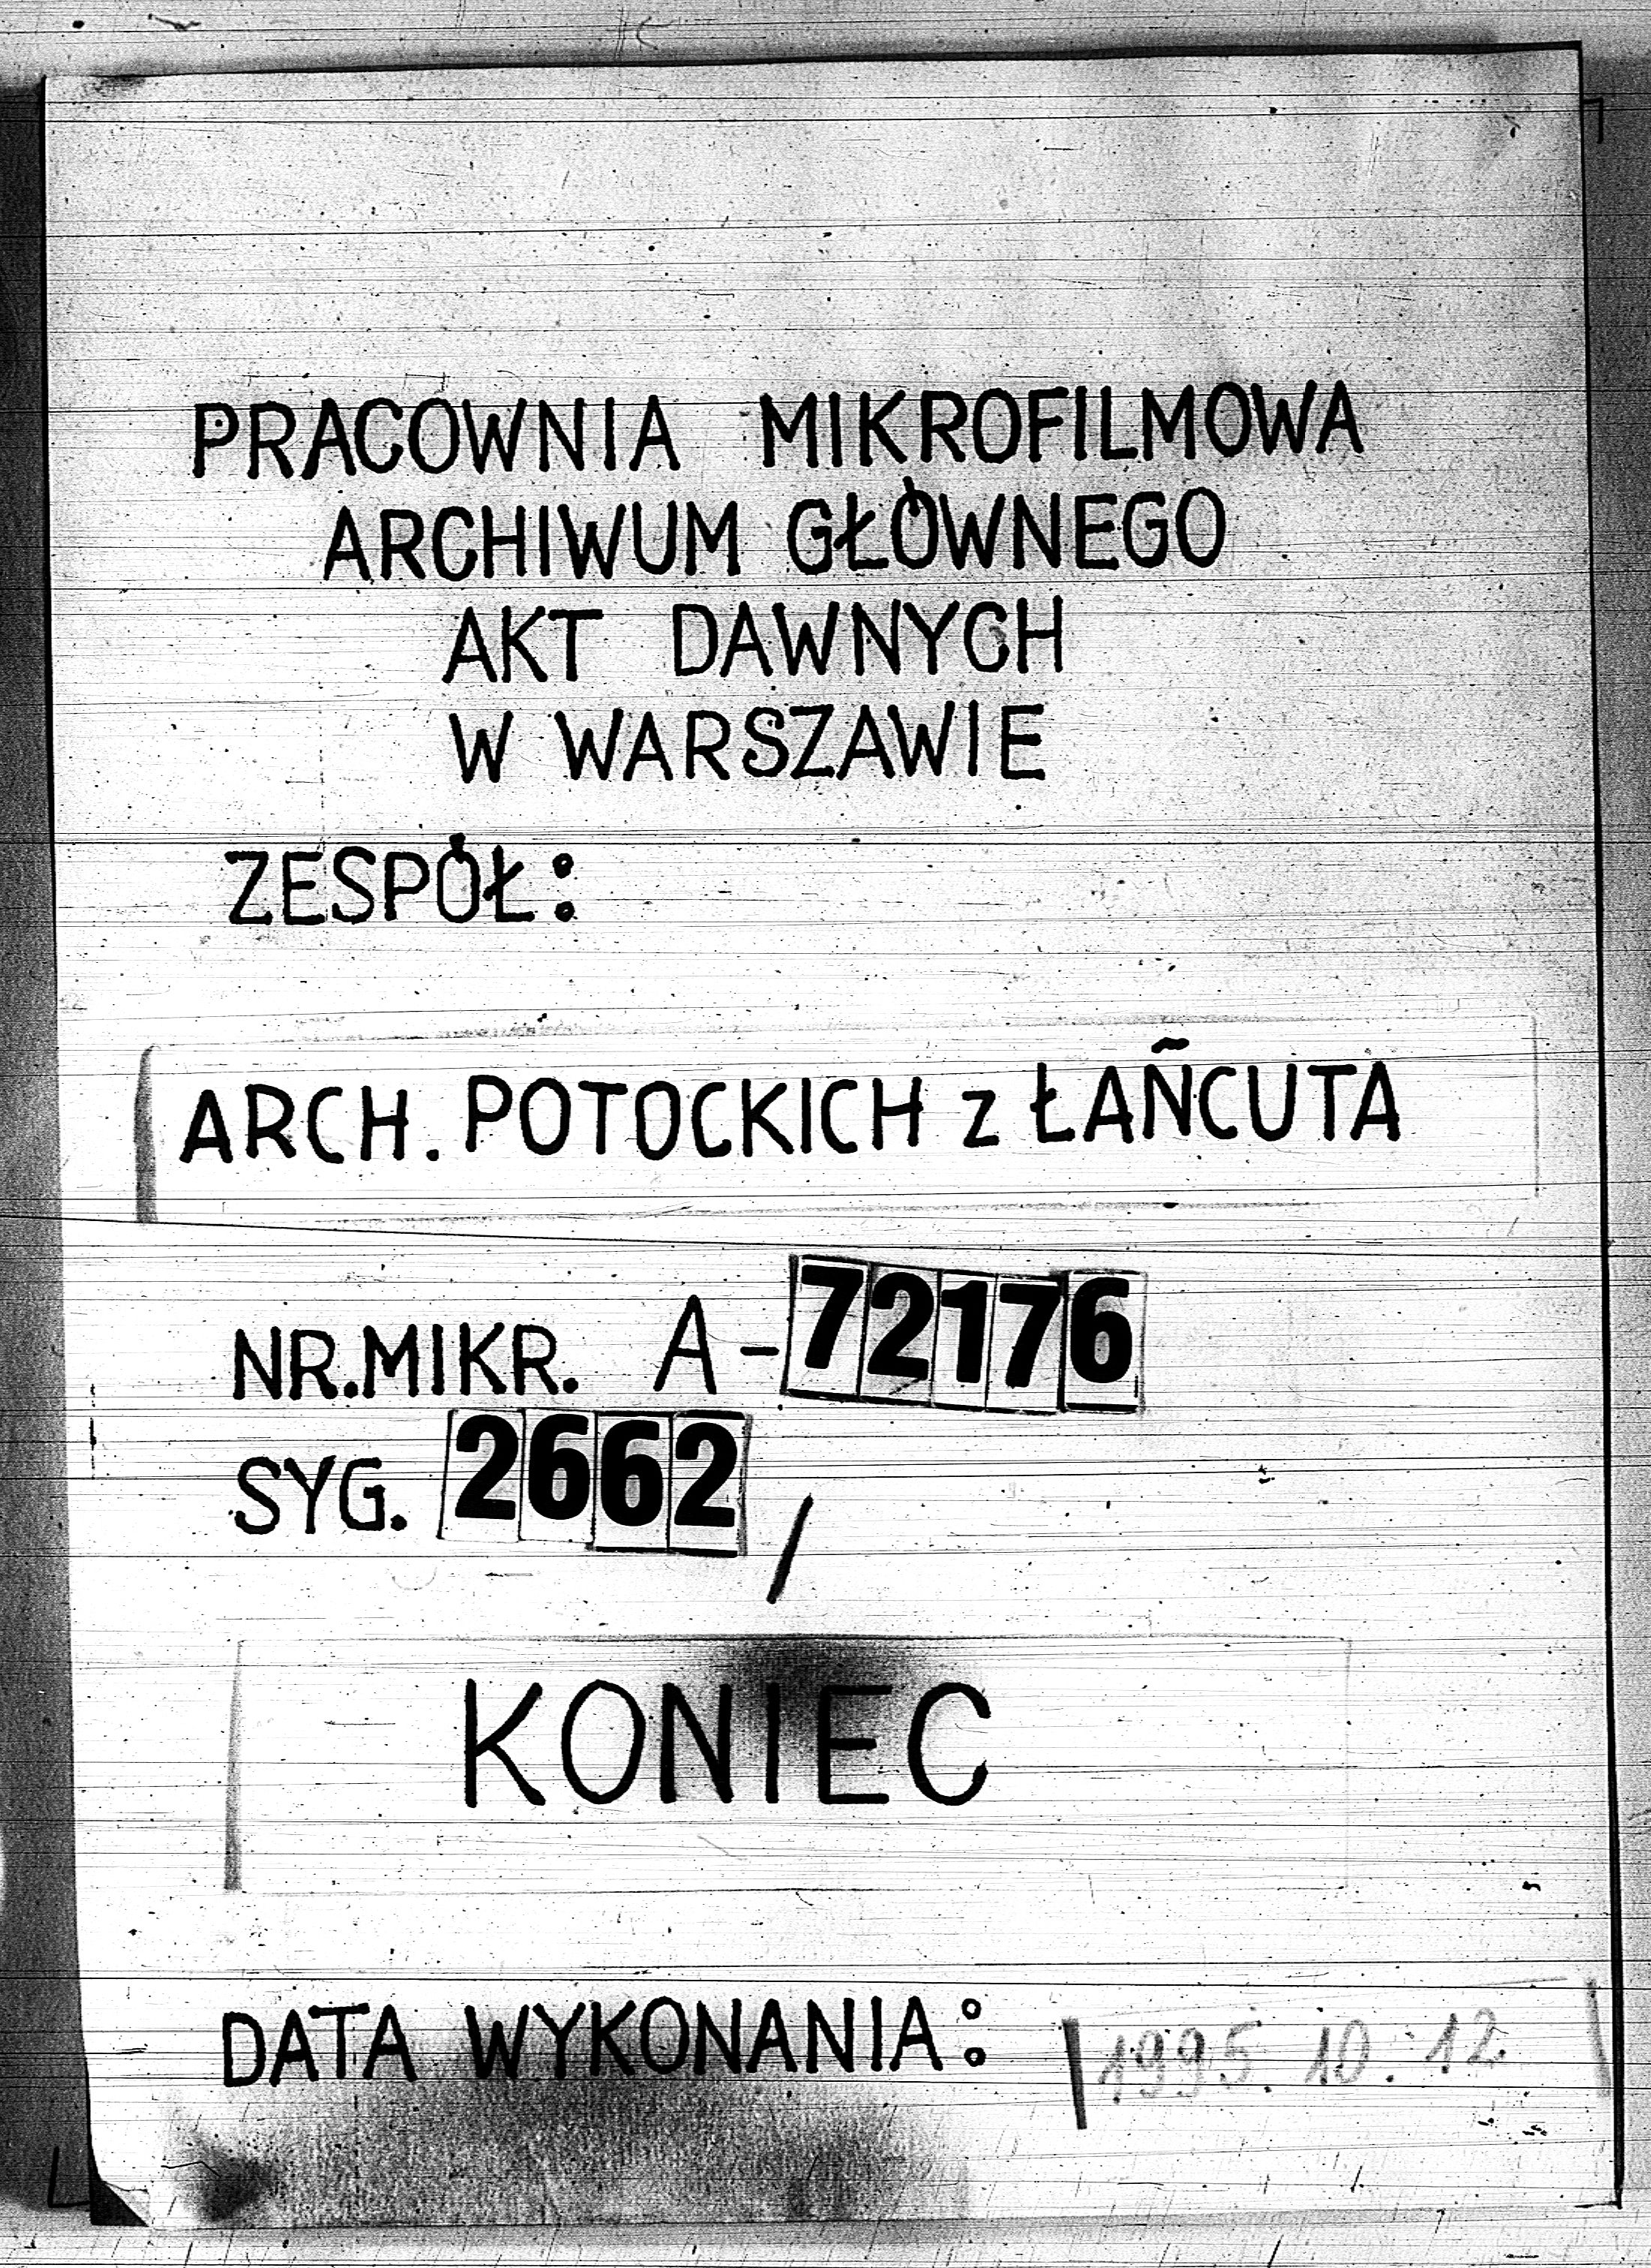 PRACOWNIA MIKROFILMOWA
ARCHIWUM GŁÓWNEGO
AKT DAWNYCH
W WARSZAWIE
ZESPÓŁ:
ARCH. POTOCKICH z ŁAŃCUTA
NR.MIKR. A-72176
SYG. 2662/
KONIEC
DATA WYKONANIA: 1995.10.12